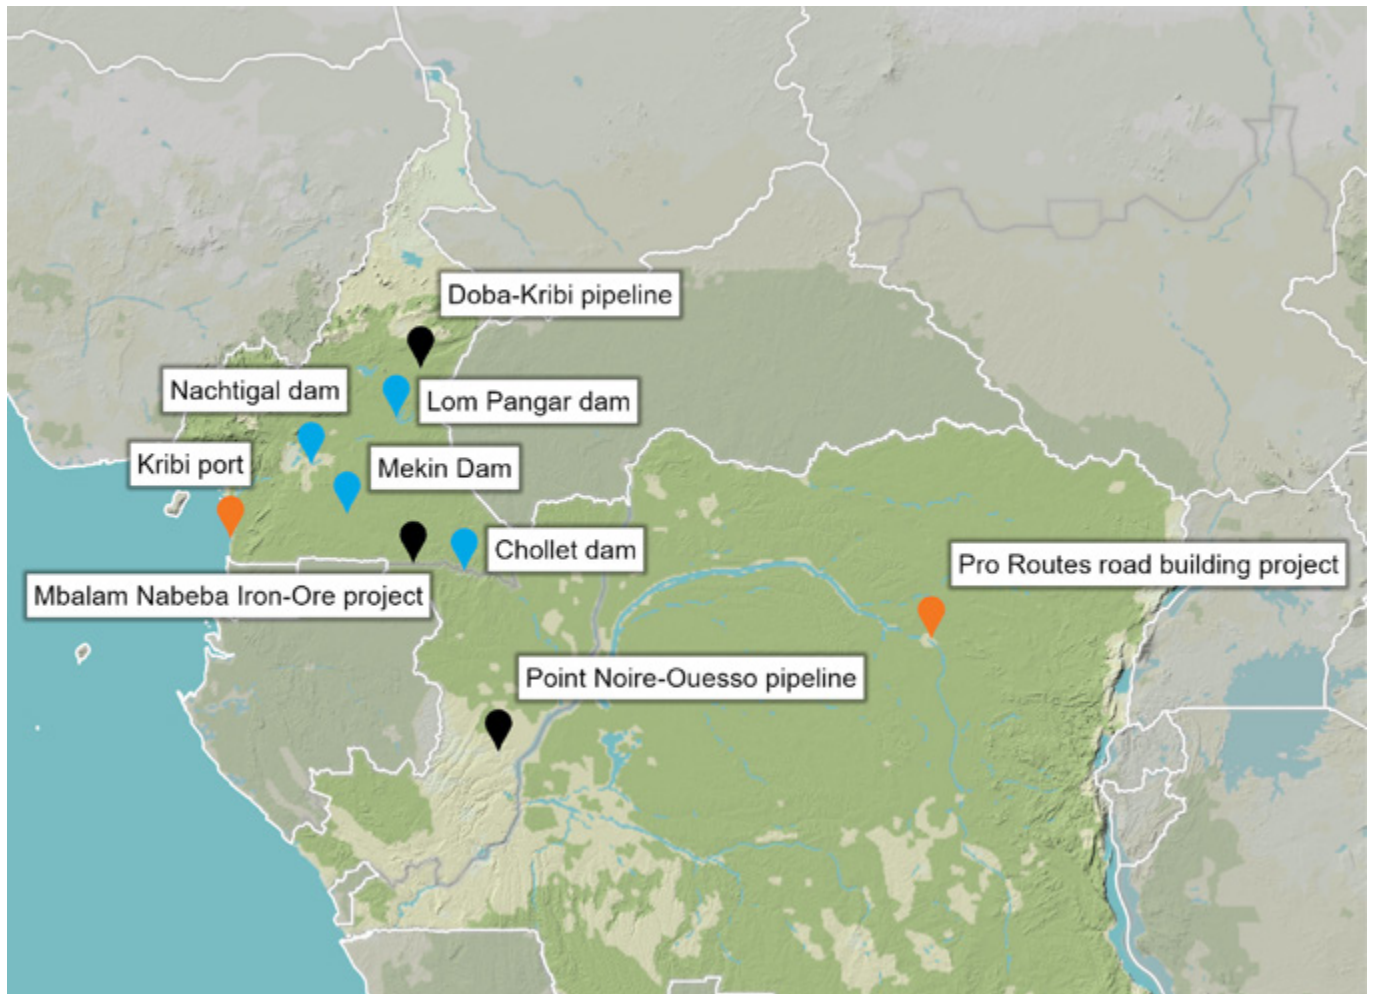 Doba-Kribi pipeline
Nachtigal dam
Lom Pangar dam
Kribi port
Mekin Dam
Chollet dam
Pro Routes road building project
Mbalam Nabeba Iron-Ore project
Point Noire-Ouesso pipeline